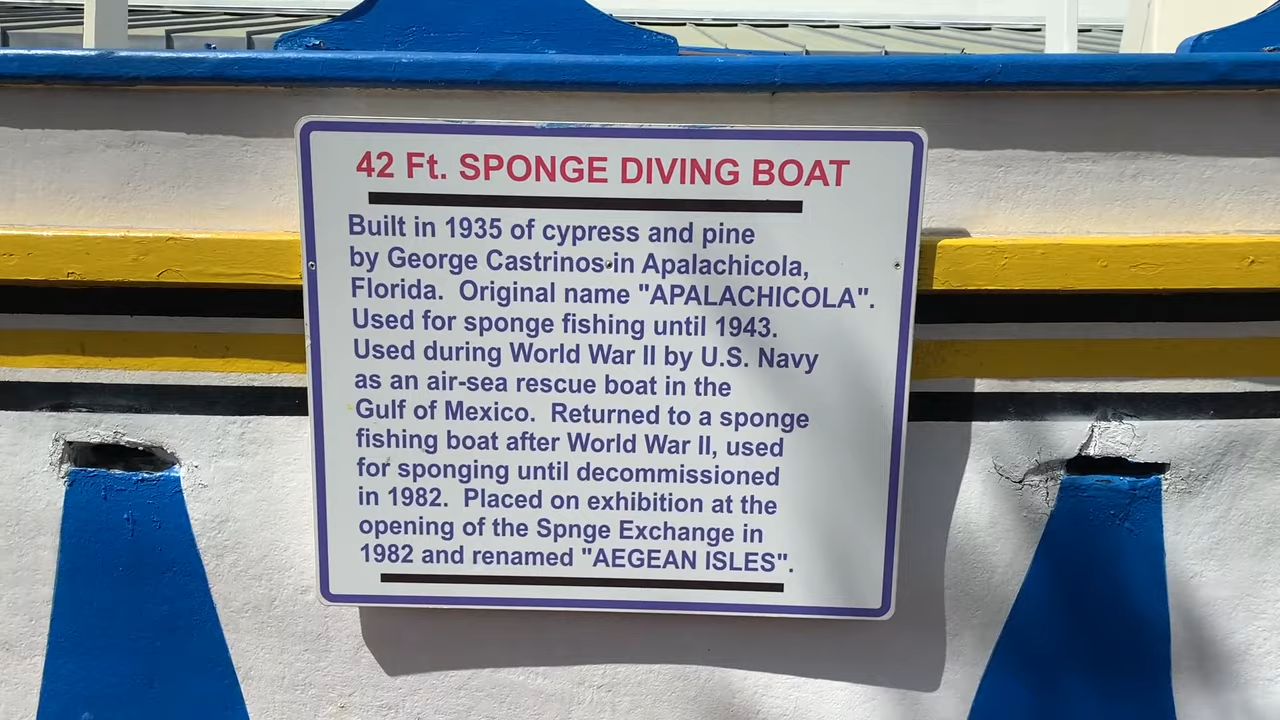 42 Ft. SPONGE DIVING BOAT
Built in 1935 of cypress and pine
by George Castrinos in Apalachicola,
Florida.  Original name "APALACHICOLA".
Used for sponge fishing until 1943.
Used during World War II by U.S. Navy
as an air-sea rescue boat in the
Gulf of Mexico.  Returned to a sponge
fishing boat after World War II, used
for sponging until decommissioned
in 1982.  Placed on exhibition at the
opening of the Spnge Exchange in
1982 and renamed "AEGEAN ISLES".